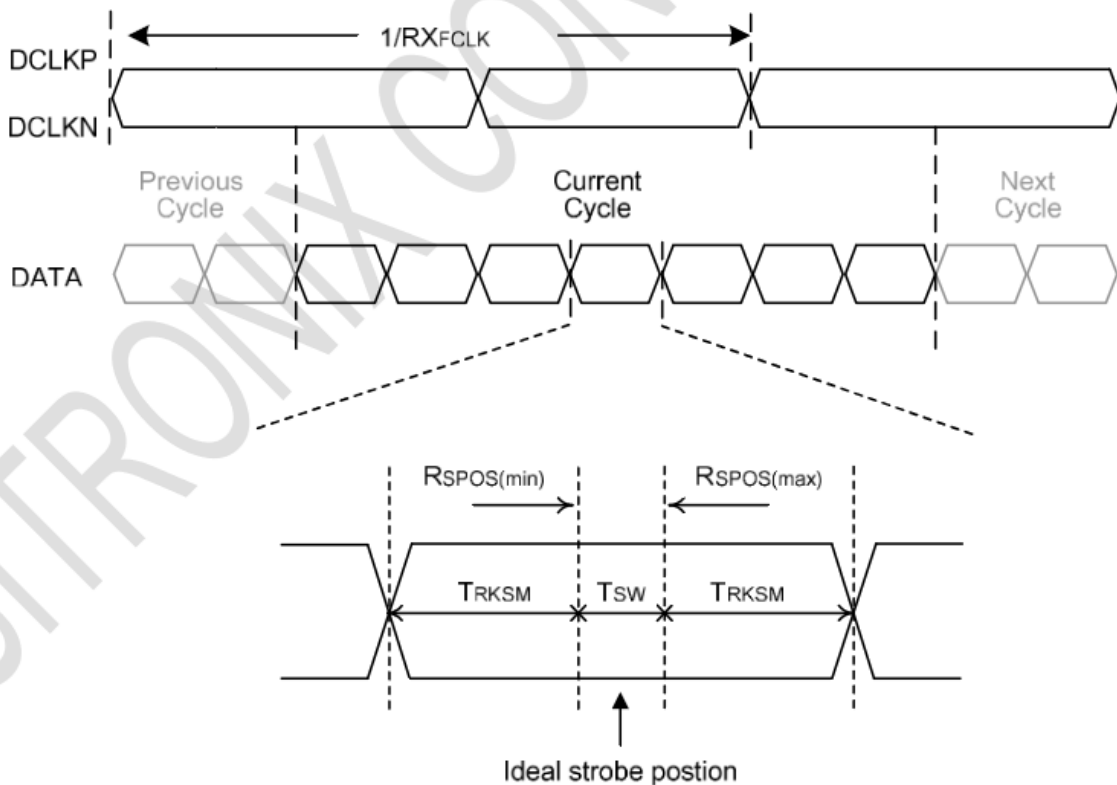 1/RXFCLK
DCLKP
DCLKN
Previous
Cycle
Current
Cycle
Next
Cycle
DATA
RSPOS(min)
RSPOS(max)
TRKSM
TSW
TRKSM
Ideal strobe postion